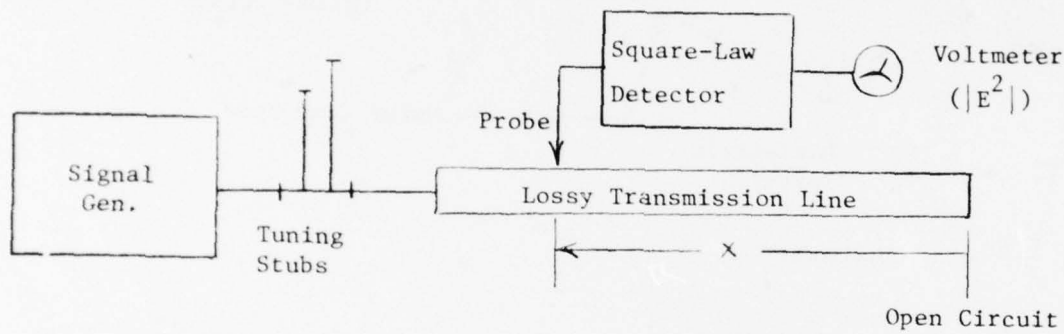 Square-Law
Detector
Voltmeter
(|E²|)
Probe
Signal
Gen.
Lossy Transmission Line
Tuning
Stubs
x
Open Circuit